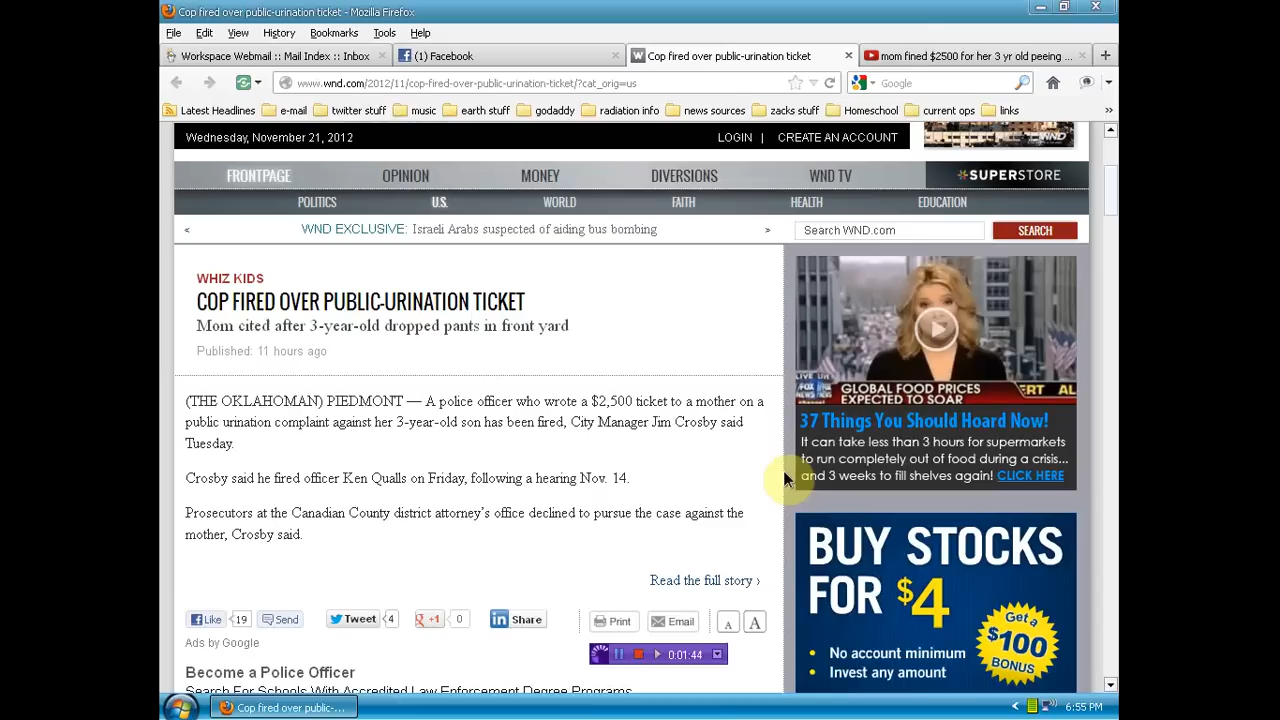 Cop fired over public-urination ticket - Mozilla Firefox
File Edit View History Bookmarks Tools Help
Workspace Webmail :: Mail Index :: Inbox
(1) Facebook
Cop fired over public-urination ticket
mom fined $2500 for her 3 yr old peeing ...
www.wnd.com/2012/11/cop-fired-over-public-urination-ticket/?cat_orig=us
Google
Latest Headlines e-mail twitter stuff music earth stuff godaddy radiation info news sources zacks stuff Homeschool current ops links
Wednesday, November 21, 2012
LOGIN | CREATE AN ACCOUNT
FRONTPAGE OPINION MONEY DIVERSIONS WND TV SUPERSTORE
POLITICS U.S. WORLD FAITH HEALTH EDUCATION
< WND EXCLUSIVE: Israeli Arabs suspected of aiding bus bombing >
Search WND.com SEARCH
WHIZ KIDS
COP FIRED OVER PUBLIC-URINATION TICKET
Mom cited after 3-year-old dropped pants in front yard
Published: 11 hours ago
(THE OKLAHOMAN) PIEDMONT — A police officer who wrote a $2,500 ticket to a mother on a
public urination complaint against her 3-year-old son has been fired, City Manager Jim Crosby said
Tuesday.
Crosby said he fired officer Ken Qualls on Friday, following a hearing Nov. 14.
Prosecutors at the Canadian County district attorney's office declined to pursue the case against the
mother, Crosby said.
Read the full story ›
Like 19 Send Tweet 4 +1 0 in Share Print Email A A
Ads by Google
0:01:44
Become a Police Officer
Search For Schools With Accredited Law Enforcement Degree Programs
GLOBAL FOOD PRICES
EXPECTED TO SOAR
ERT AL
37 Things You Should Hoard Now!
It can take less than 3 hours for supermarkets
to run completely out of food during a crisis...
and 3 weeks to fill shelves again! CLICK HERE
BUY STOCKS
FOR $4
Get a
$100
BONUS
• No account minimum
• Invest any amount
Cop fired over public-...
6:55 PM